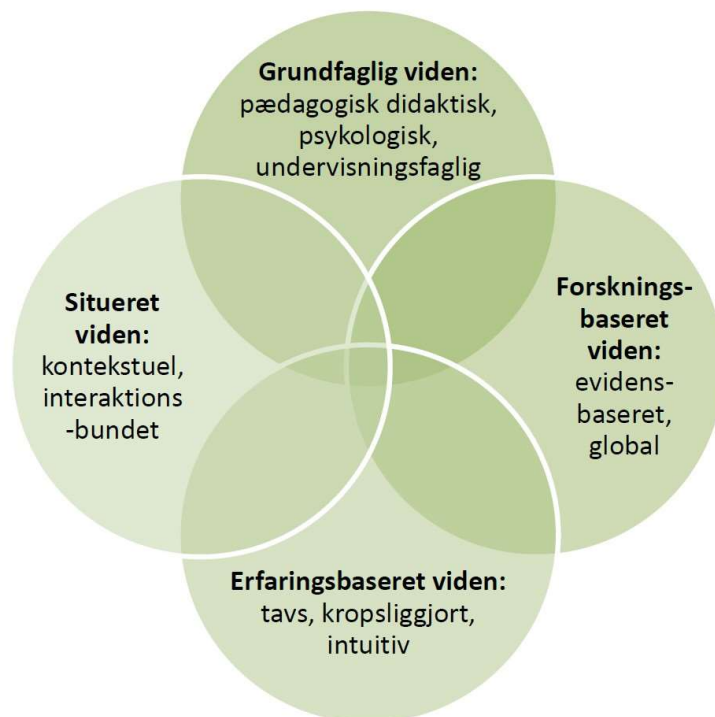 Grundfaglig viden:
pædagogisk didaktisk,
psykologisk,
undervisningsfaglig
Situeret
viden:
kontekstuel,
interaktions
-bundet
Forsknings-
baseret
viden:
evidens-
baseret,
global
Erfaringsbaseret viden:
tavs, kropsliggjort,
intuitiv